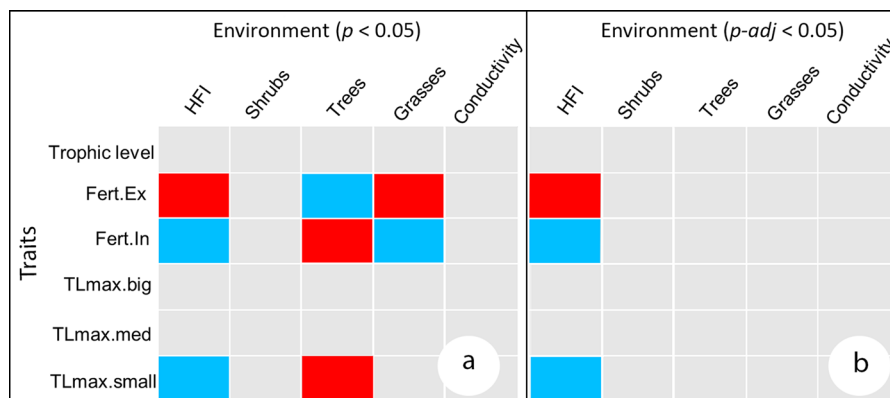 Environment (p < 0.05)
HFI
Shrubs
Trees
Grasses
Conductivity
Environment (p-adj < 0.05)
HFI
Shrubs
Trees
Grasses
Conductivity
Traits
Trophic level
Fert.Ex
Fert.In
TLmax.big
TLmax.med
TLmax.small
a
b